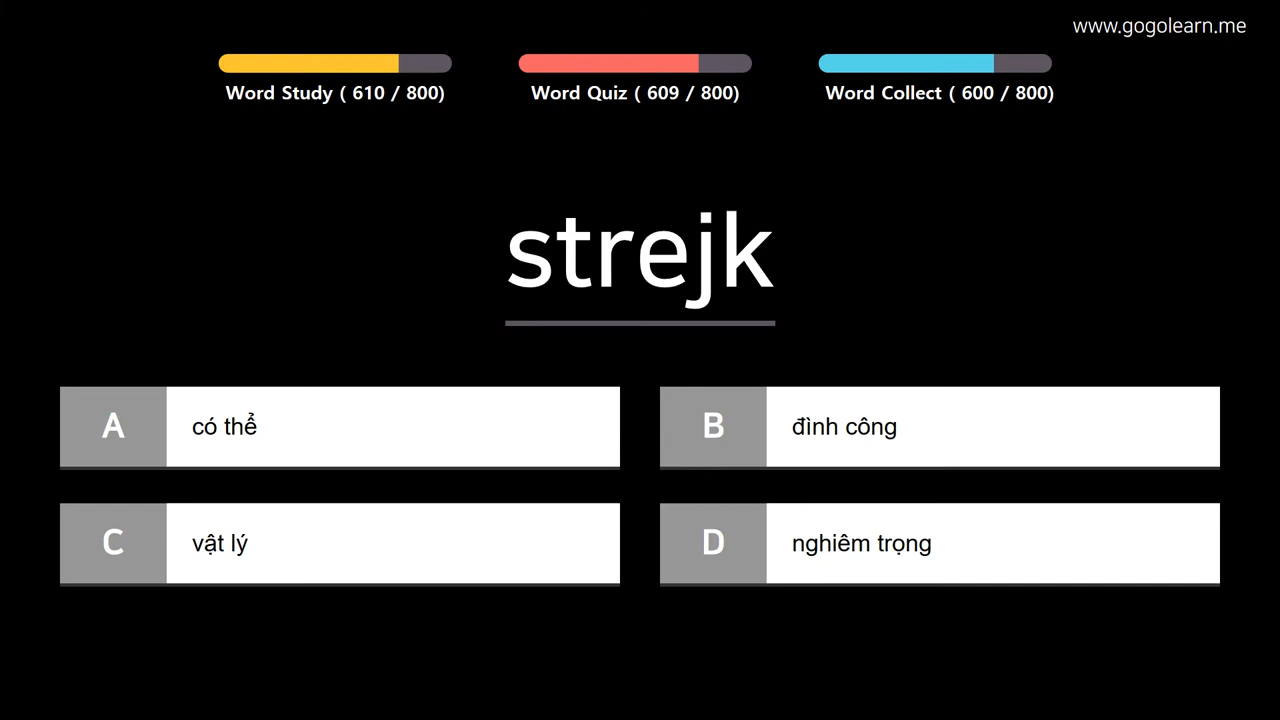 www.gogolearn.me
Word Study ( 610 / 800)
Word Quiz ( 609 / 800)
Word Collect ( 600 / 800)
strejk
A có thể
B đình công
C vật lý
D nghiêm trọng